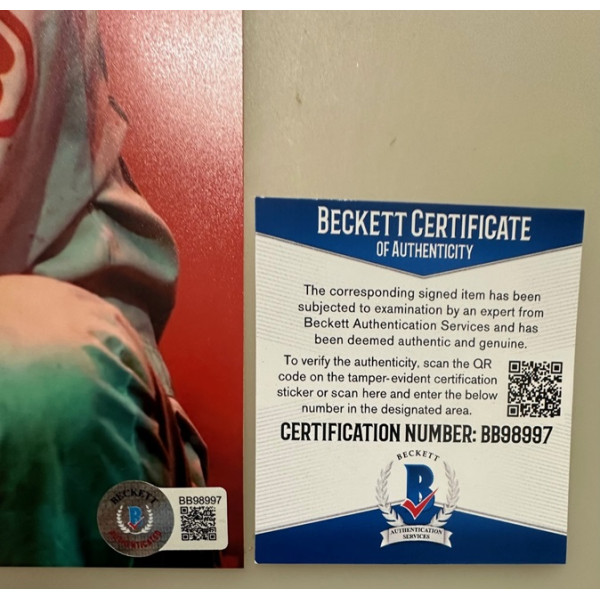 BECKETT CERTIFICATE
OF AUTHENTICITY
The corresponding signed item has been
subjected to examination by an expert from
Beckett Authentication Services and has
been deemed authentic and genuine.
To verify the authenticity, scan the QR
code on the tamper-evident certification
sticker or scan here and enter the below
number in the designated area.
CERTIFICATION NUMBER: BB98997
BECKETT
B
AUTHENTICATION
SERVICES
BECKETT
B
BB98997